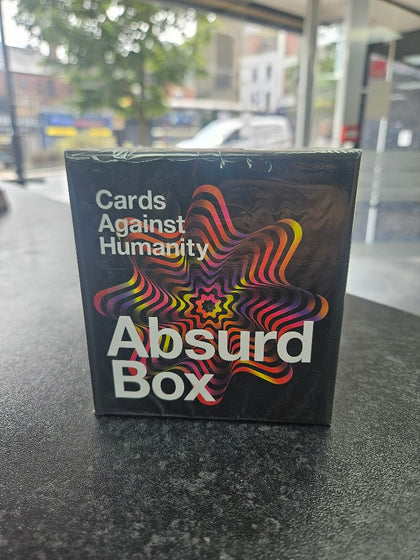 Cards
Against
Humanity
Absurd
Box